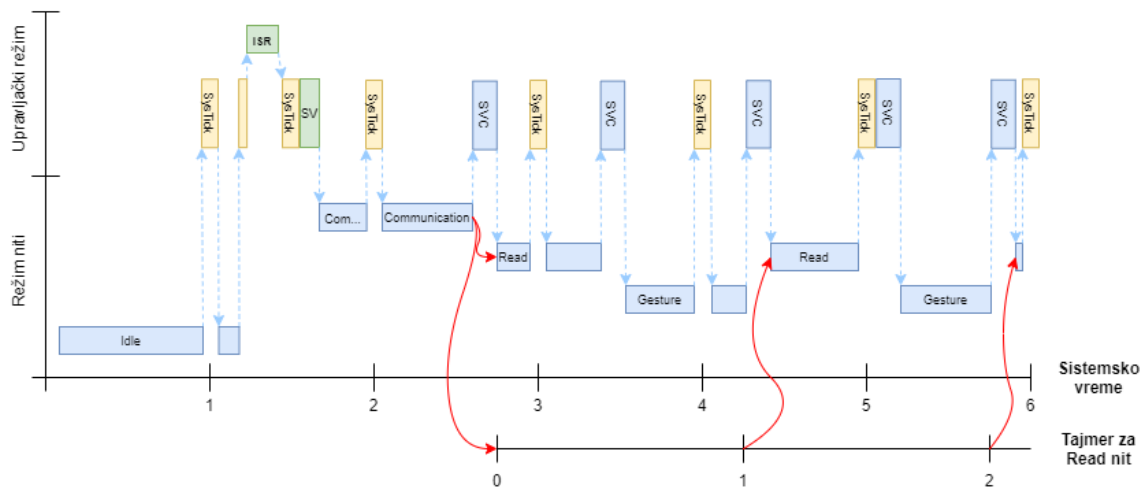 Upravljački režim
Režim niti
ISR
SysTick
SysTick
SV
SysTick
SVC
SysTick
SVC
SysTick
SVC
SysTick
SVC
SVC
SysTick
Com...
Communication
Read
Read
Gesture
Gesture
Idle
1
2
3
4
5
6
Sistemsko
vreme
0
1
2
Tajmer za
Read nit